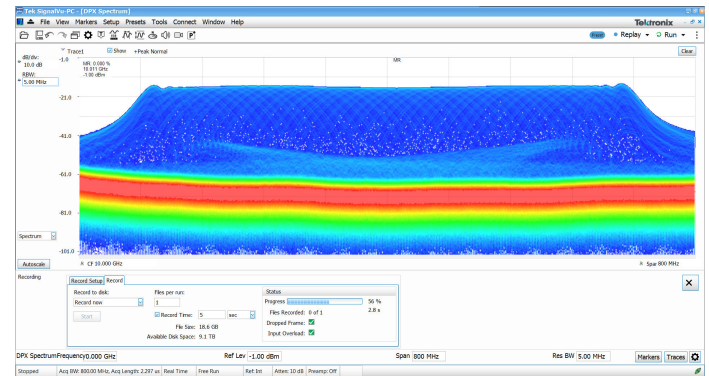 Tek SignalVu-PC - [DPX Spectrum]
File View Markers Setup Presets Tools Connect Window Help
Tektronix
Replay Run
Trace1 Show +Peak Normal Clear
dB/div:
10.0 dB
RBW:
5.00 MHz
-1.0
MR: 0.000 %
10.011 GHz
-1.00 dBm
MR
-21.0
-41.0
-61.0
-81.0
-101.0
Spectrum
Autoscale
CF 10.000 GHz
Span 800 MHz
Recording
Record Setup Record
Record to disk:
Record now
Start
Files per run:
1
Record Time: 5 sec
File Size: 18.6 GB
Available Disk Space: 9.1 TB
Status
Progress 56 %
2.8 s
Files Recorded: 0 of 1
Dropped Frame:
Input Overload:
DPX Spectrum Frequency 0.000 GHz Ref Lev -1.00 dBm Span 800 MHz Res BW 5.00 MHz Markers Traces
Stopped Acq BW: 800.00 MHz, Acq Length: 2.297 us Real Time Free Run Ref: Int Atten: 10 dB Preamp: Off